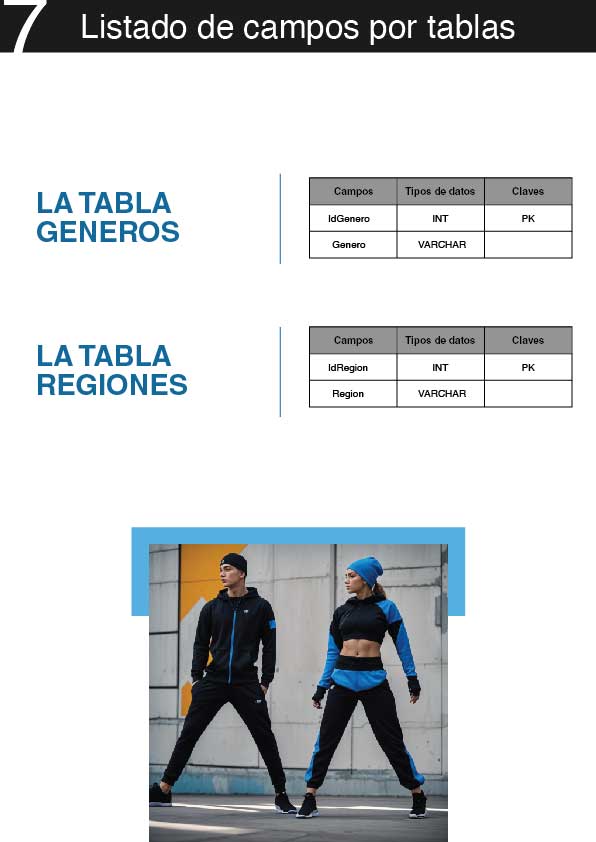 7 Listado de campos por tablas
LA TABLA
GENEROS
Campos Tipos de datos Claves
IdGenero INT PK
Genero VARCHAR
LA TABLA
REGIONES
Campos Tipos de datos Claves
IdRegion INT PK
Region VARCHAR